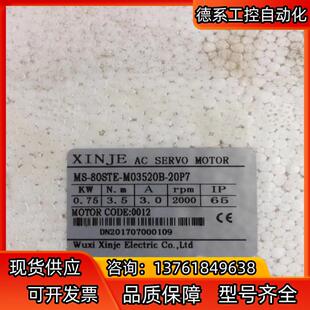 德系工控自动化
XINJE AC SERVO MOTOR
MS-80STE-M03520B-20P7
KW N.m A rpm IP
0.75 3.5 3.0 2000 65
MOTOR CODE:0012
CE
DN201707000109
Wuxi Xinje Electric Co.,Ltd
现货供应 咨询:13761849638
可开发票 品质保障 型号齐全